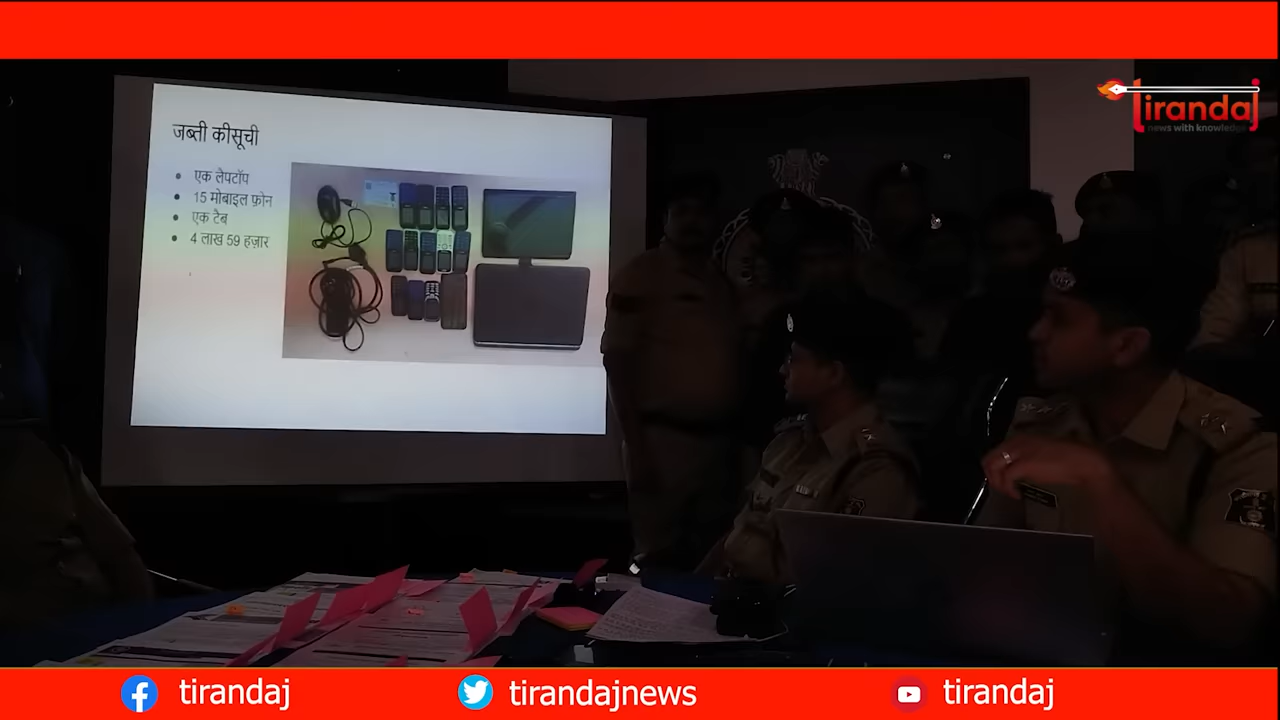 tirandaj
news with knowledge
जब्ती कीसूची
एक लैपटॉप
15 मोबाइल फ़ोन
एक टैब
4 लाख 59 हज़ार
tirandaj
tirandajnews
tirandaj